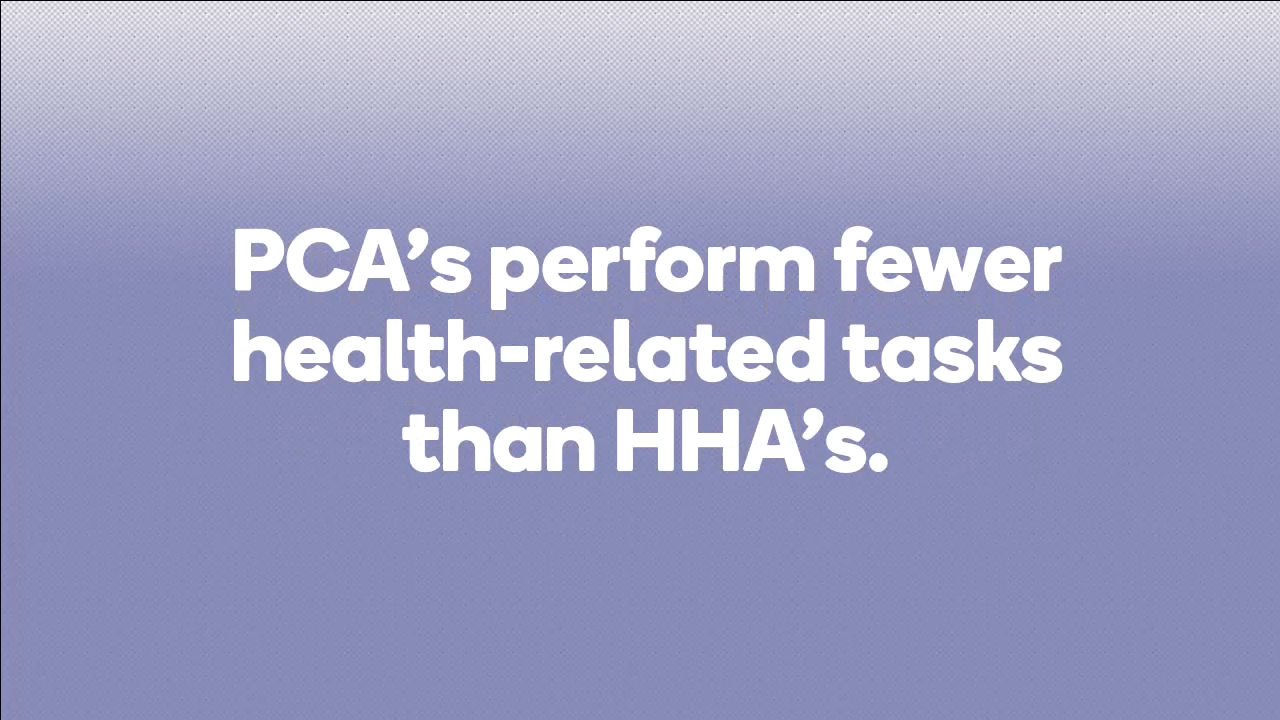 PCA’s perform fewer
health-related tasks
than HHA’s.